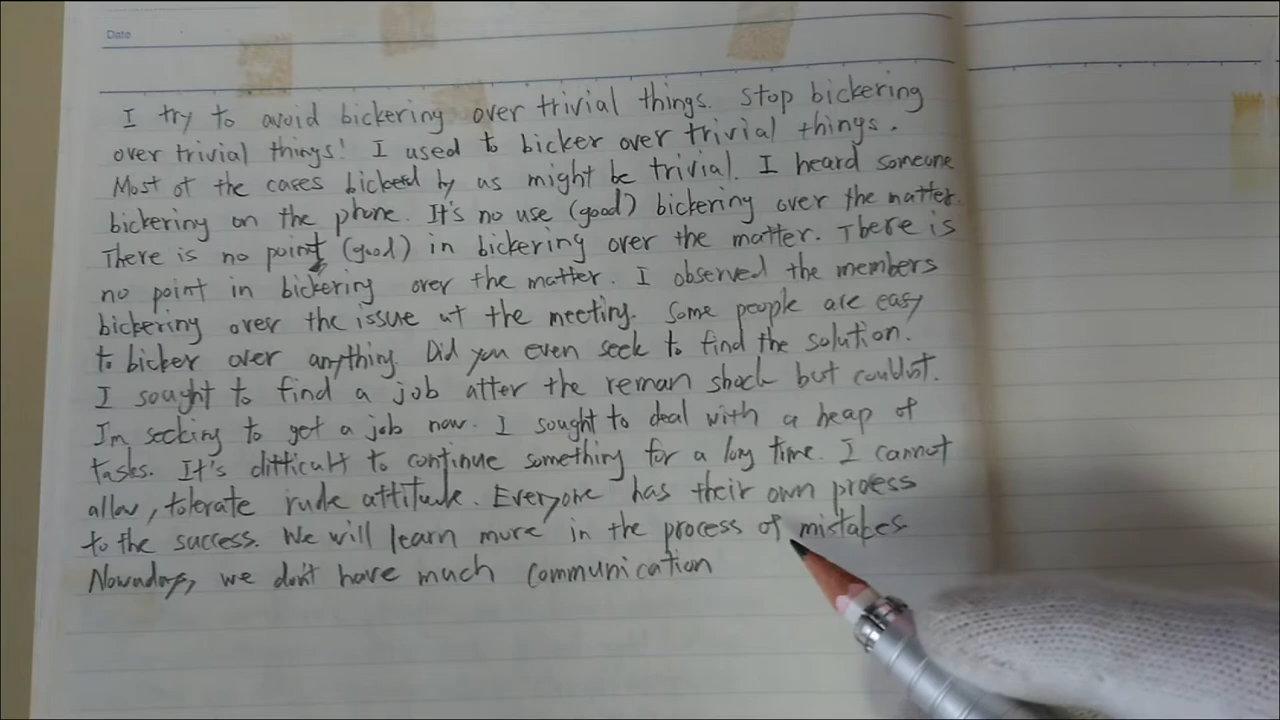 Date
I try to avoid bickering over trivial things. Stop bickering
over trivial things! I used to bicker over trivial things.
Most of the cases bickered by us might be trivial. I heard someone
bickering on the phone. It's no use (good) bickering over the matter.
There is no point (good) in bickering over the matter. There is
no point in bickering over the matter. I observed the members
bickering over the issue at the meeting. Some people are easy
to bicker over anything. Did you even seek to find the solution.
I sought to find a job after the reman shock but couldn't.
I'm seeking to get a job now. I sought to deal with a heap of
tasks. It's difficult to continue something for a long time. I cannot
allow, tolerate rude attitude. Everyone has their own process
to the success. We will learn more in the process of mistakes
Nowadays, we don't have much communication